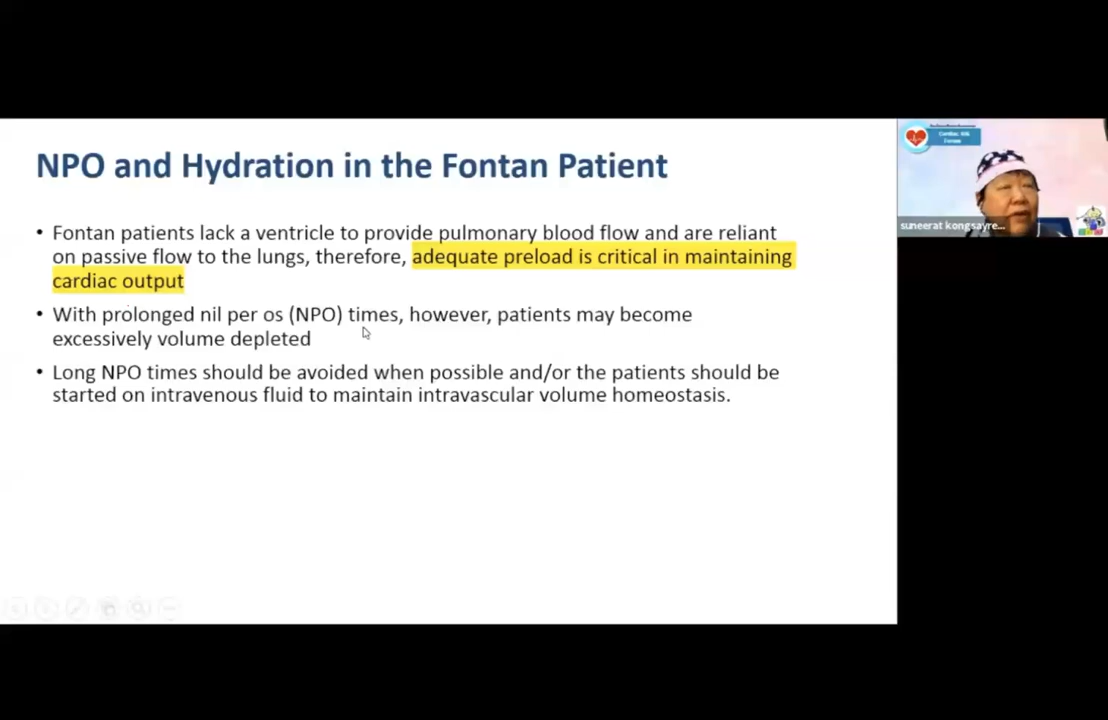 NPO and Hydration in the Fontan Patient
• Fontan patients lack a ventricle to provide pulmonary blood flow and are reliant
on passive flow to the lungs, therefore, adequate preload is critical in maintaining
cardiac output
• With prolonged nil per os (NPO) times, however, patients may become
excessively volume depleted
• Long NPO times should be avoided when possible and/or the patients should be
started on intravenous fluid to maintain intravascular volume homeostasis.
suneerat kongsayre...